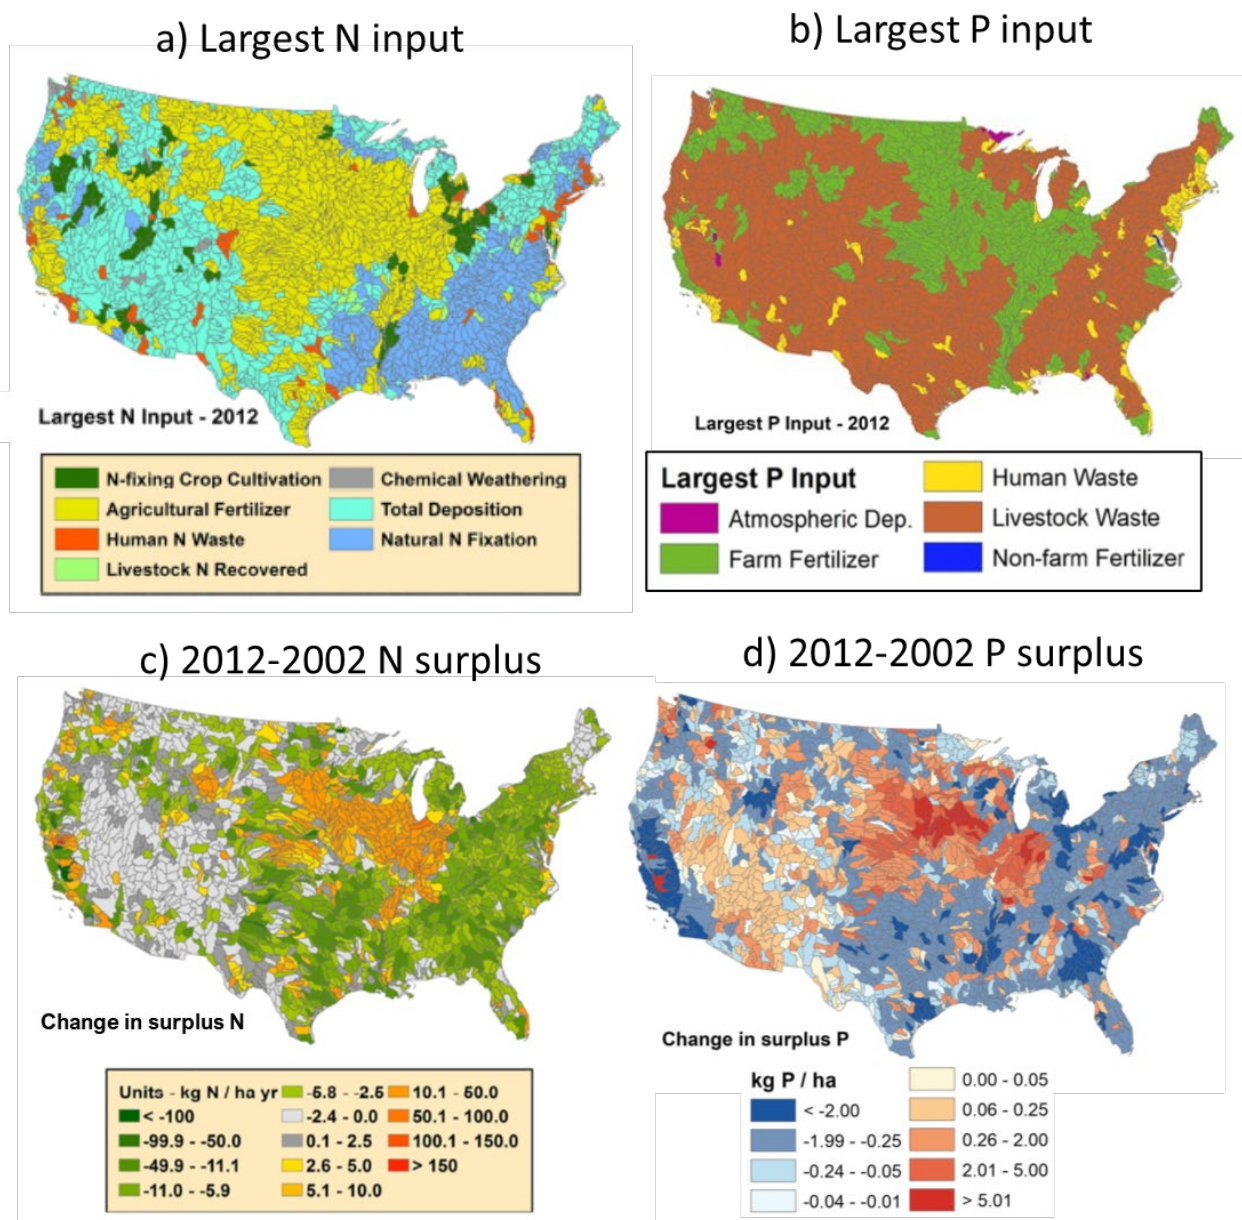 a) Largest N input
b) Largest P input
Largest N Input - 2012
N-fixing Crop Cultivation
Agricultural Fertilizer
Human N Waste
Livestock N Recovered
Chemical Weathering
Total Deposition
Natural N Fixation
Largest P Input - 2012
Largest P Input
Atmospheric Dep.
Farm Fertilizer
Human Waste
Livestock Waste
Non-farm Fertilizer
c) 2012-2002 N surplus
d) 2012-2002 P surplus
Change in surplus N
Units - kg N / ha yr
< -100
-99.9 - -50.0
-49.9 - -11.1
-11.0 - -5.9
-5.8 - -2.5
-2.4 - 0.0
0.1 - 2.5
2.6 - 5.0
5.1 - 10.0
10.1 - 50.0
50.1 - 100.0
100.1 - 150.0
> 150
Change in surplus P
kg P / ha
< -2.00
-1.99 - -0.25
-0.24 - -0.05
-0.04 - -0.01
0.00 - 0.05
0.06 - 0.25
0.26 - 2.00
2.01 - 5.00
> 5.01